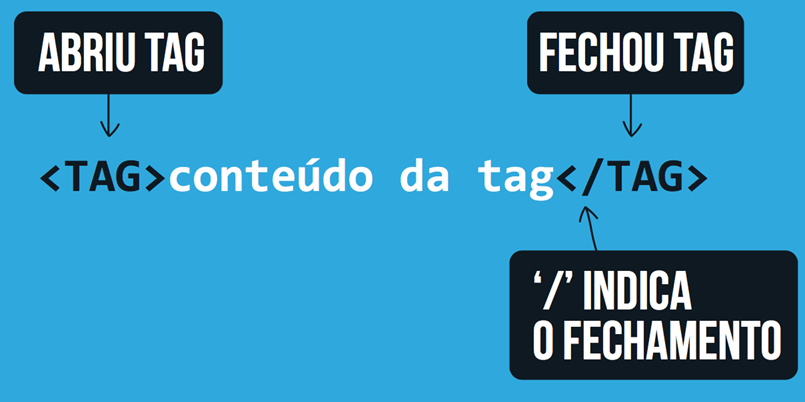 ABRIU TAG
FECHOU TAG
<TAG>conteúdo da tag</TAG>
‘/’ INDICA
O FECHAMENTO